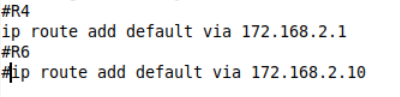 #R4
ip route add default via 172.168.2.1
#R6
#ip route add default via 172.168.2.10